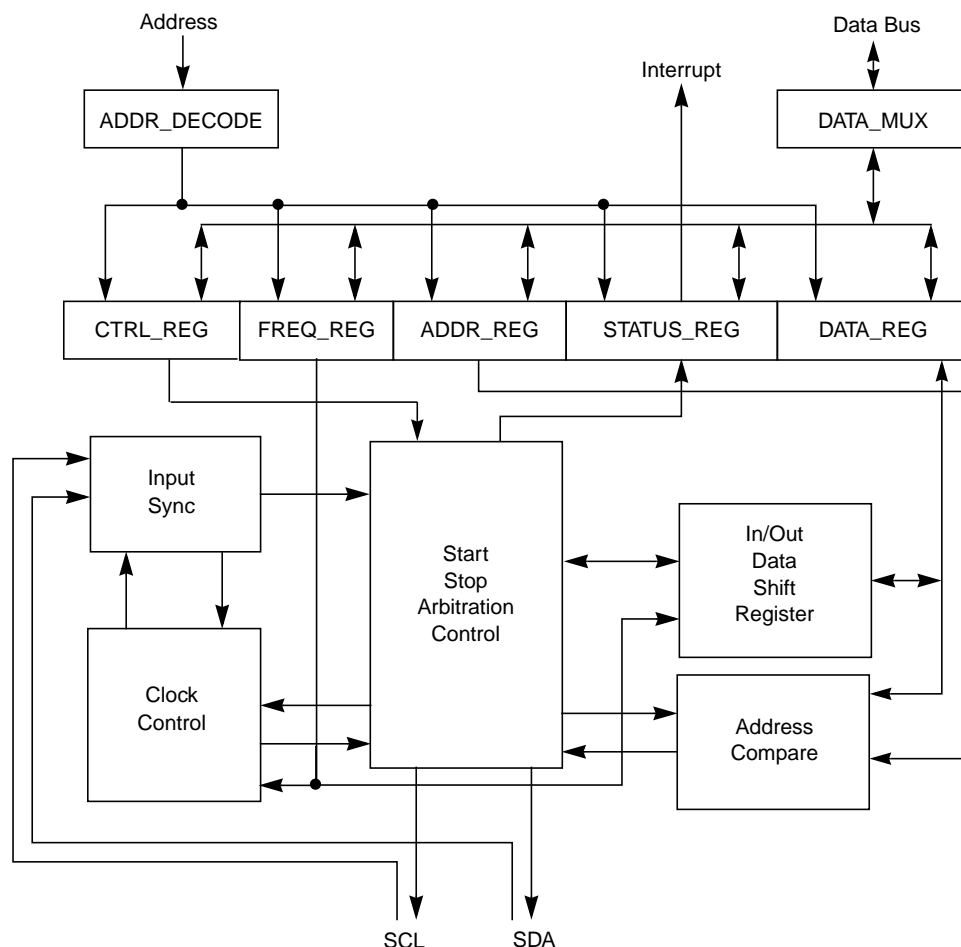 Address
Data Bus
Interrupt
ADDR_DECODE
DATA_MUX
CTRL_REG
FREQ_REG
ADDR_REG
STATUS_REG
DATA_REG
Input
Sync
Start
Stop
Arbitration
Control
In/Out
Data
Shift
Register
Clock
Control
Address
Compare
SCL
SDA